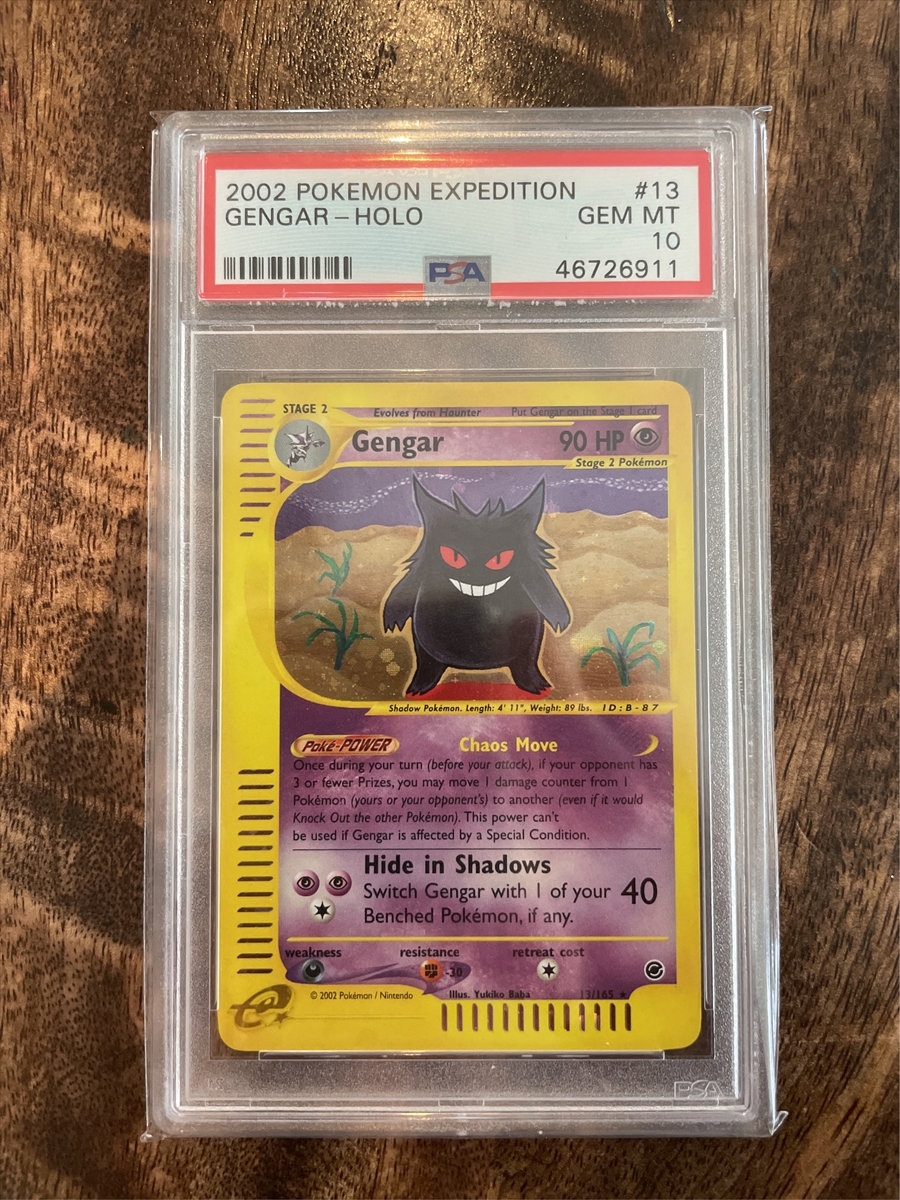 2002 POKEMON EXPEDITION #13
GENGAR – HOLO GEM MT
10
PSA 46726911
STAGE 2 Evolves from Haunter Put Gengar on the Stage 1 card
Gengar 90 HP
Stage 2 Pokémon
Shadow Pokémon. Length: 4' 11", Weight: 89 lbs. ID:B-87
Poké-POWER Chaos Move
Once during your turn (before your attack), if your opponent has
3 or fewer Prizes, you may move 1 damage counter from 1
Pokémon (yours or your opponent's) to another (even if it would
Knock Out the other Pokémon). This power can't
be used if Gengar is affected by a Special Condition.
Hide in Shadows
Switch Gengar with 1 of your 40
Benched Pokémon, if any.
weakness resistance retreat cost
-30
© 2002 Pokémon / Nintendo Illus. Yukiko Baba 13/165 ★
e
PSA